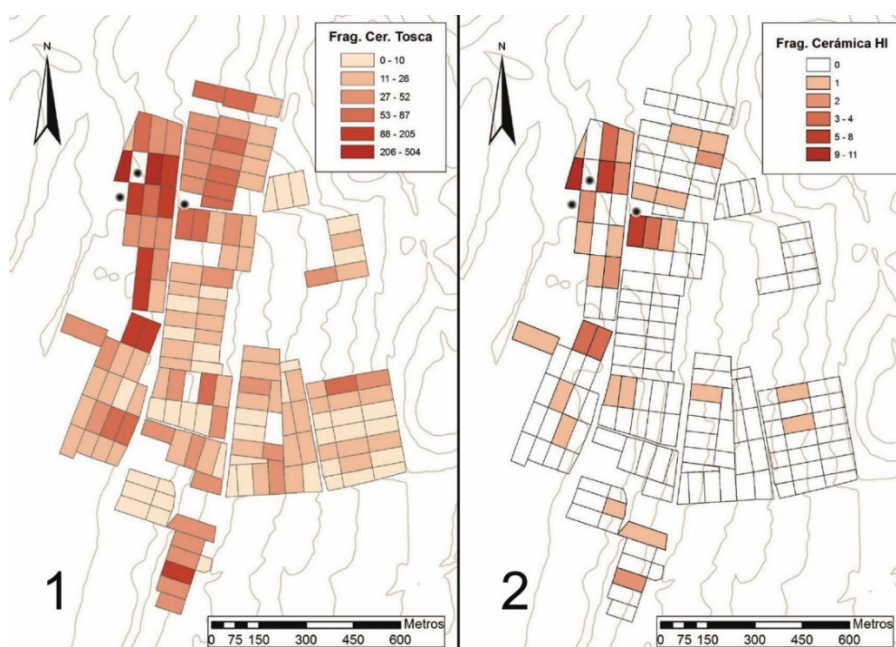 Frag. Cer. Tosca
0 - 10
11 - 26
27 - 52
53 - 87
88 - 205
206 - 504
N
1
Metros
0 75 150 300 450 600
Frag. Cerámica HI
0
1
2
3 - 4
5 - 8
9 - 11
N
2
Metros
0 75 150 300 450 600